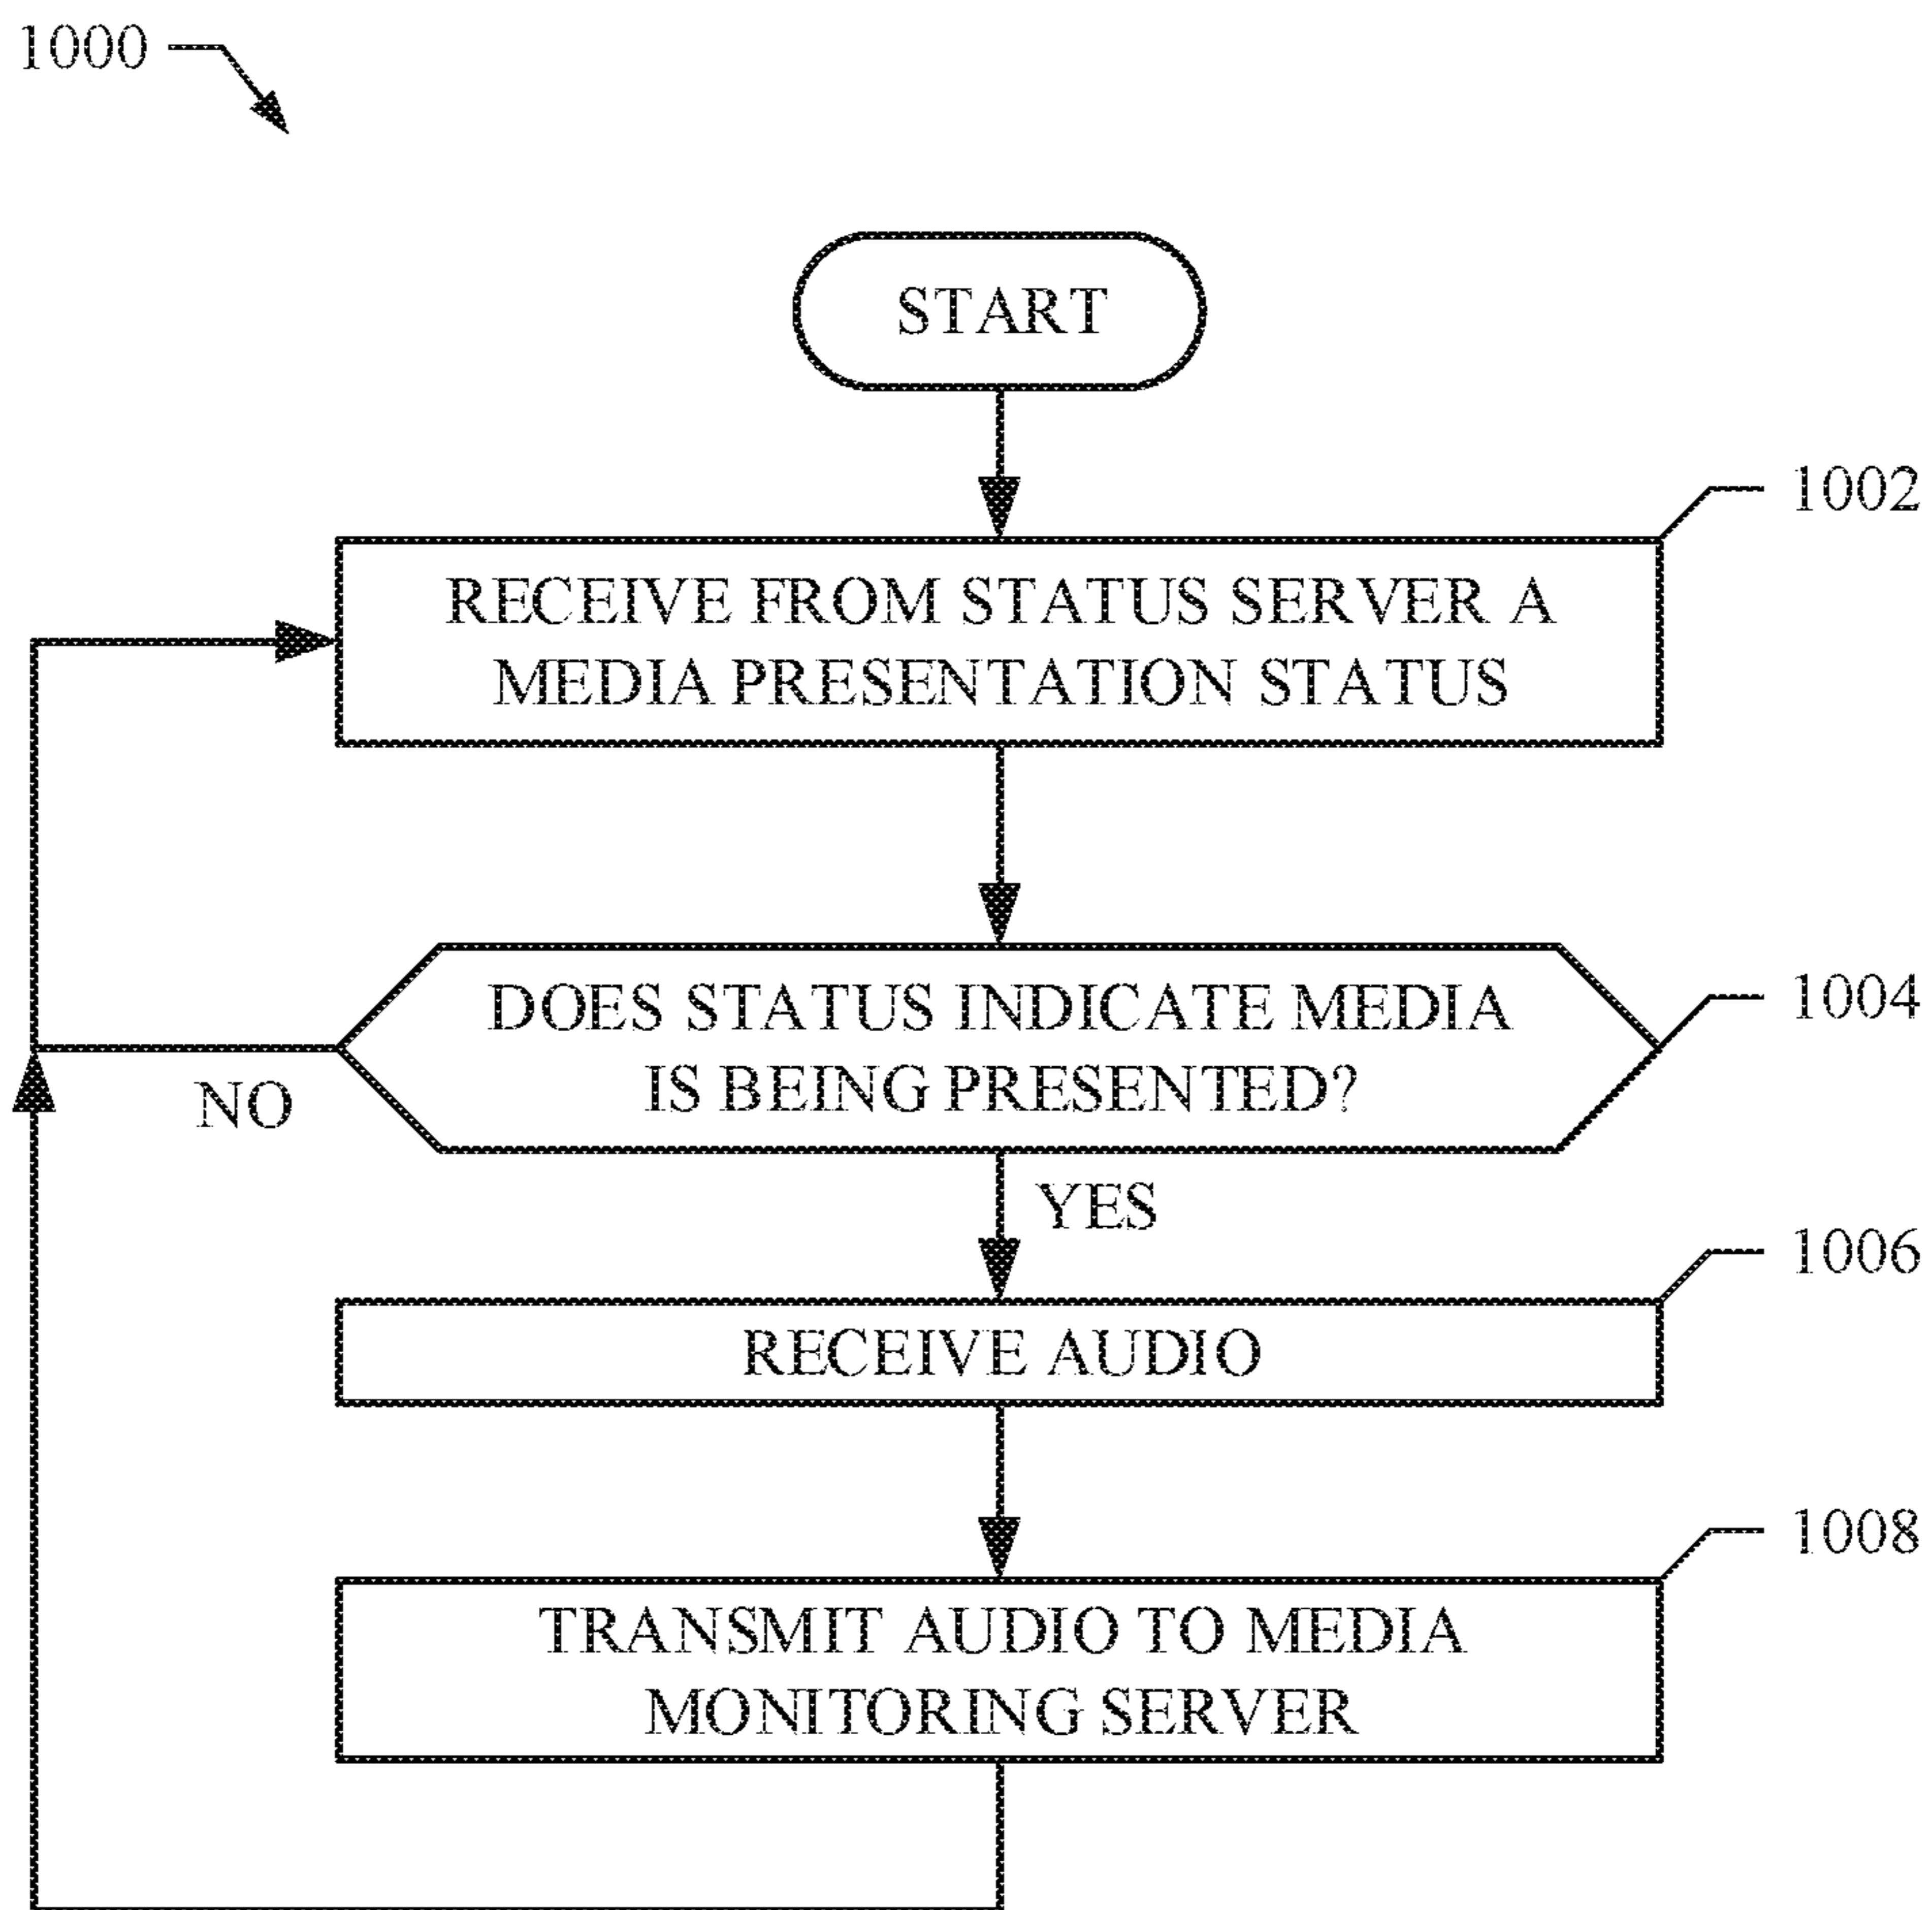 1000
START
1002
RECEIVE FROM STATUS SERVER A
MEDIA PRESENTATION STATUS
1004
DOES STATUS INDICATE MEDIA
IS BEING PRESENTED?
NO
YES
1006
RECEIVE AUDIO
1008
TRANSMIT AUDIO TO MEDIA
MONITORING SERVER